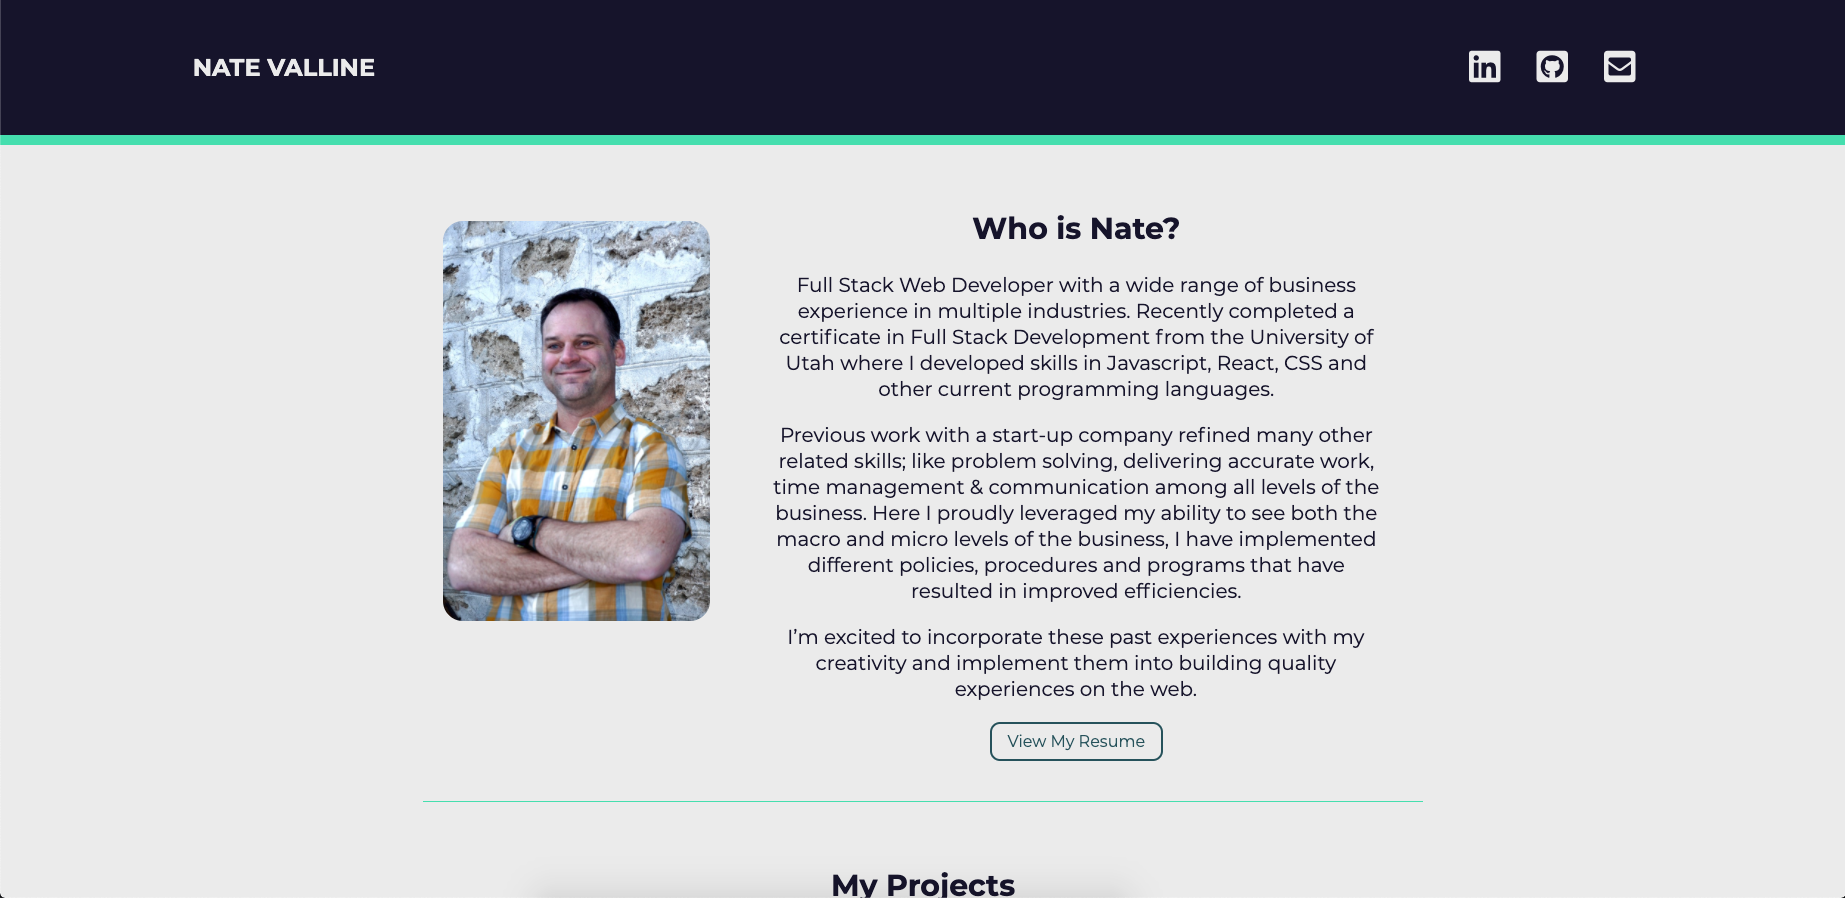 NATE VALLINE
Who is Nate?
Full Stack Web Developer with a wide range of business
experience in multiple industries. Recently completed a
certificate in Full Stack Development from the University of
Utah where I developed skills in Javascript, React, CSS and
other current programming languages.
Previous work with a start-up company refined many other
related skills; like problem solving, delivering accurate work,
time management & communication among all levels of the
business. Here I proudly leveraged my ability to see both the
macro and micro levels of the business, I have implemented
different policies, procedures and programs that have
resulted in improved efficiencies.
I’m excited to incorporate these past experiences with my
creativity and implement them into building quality
experiences on the web.
View My Resume
My Projects